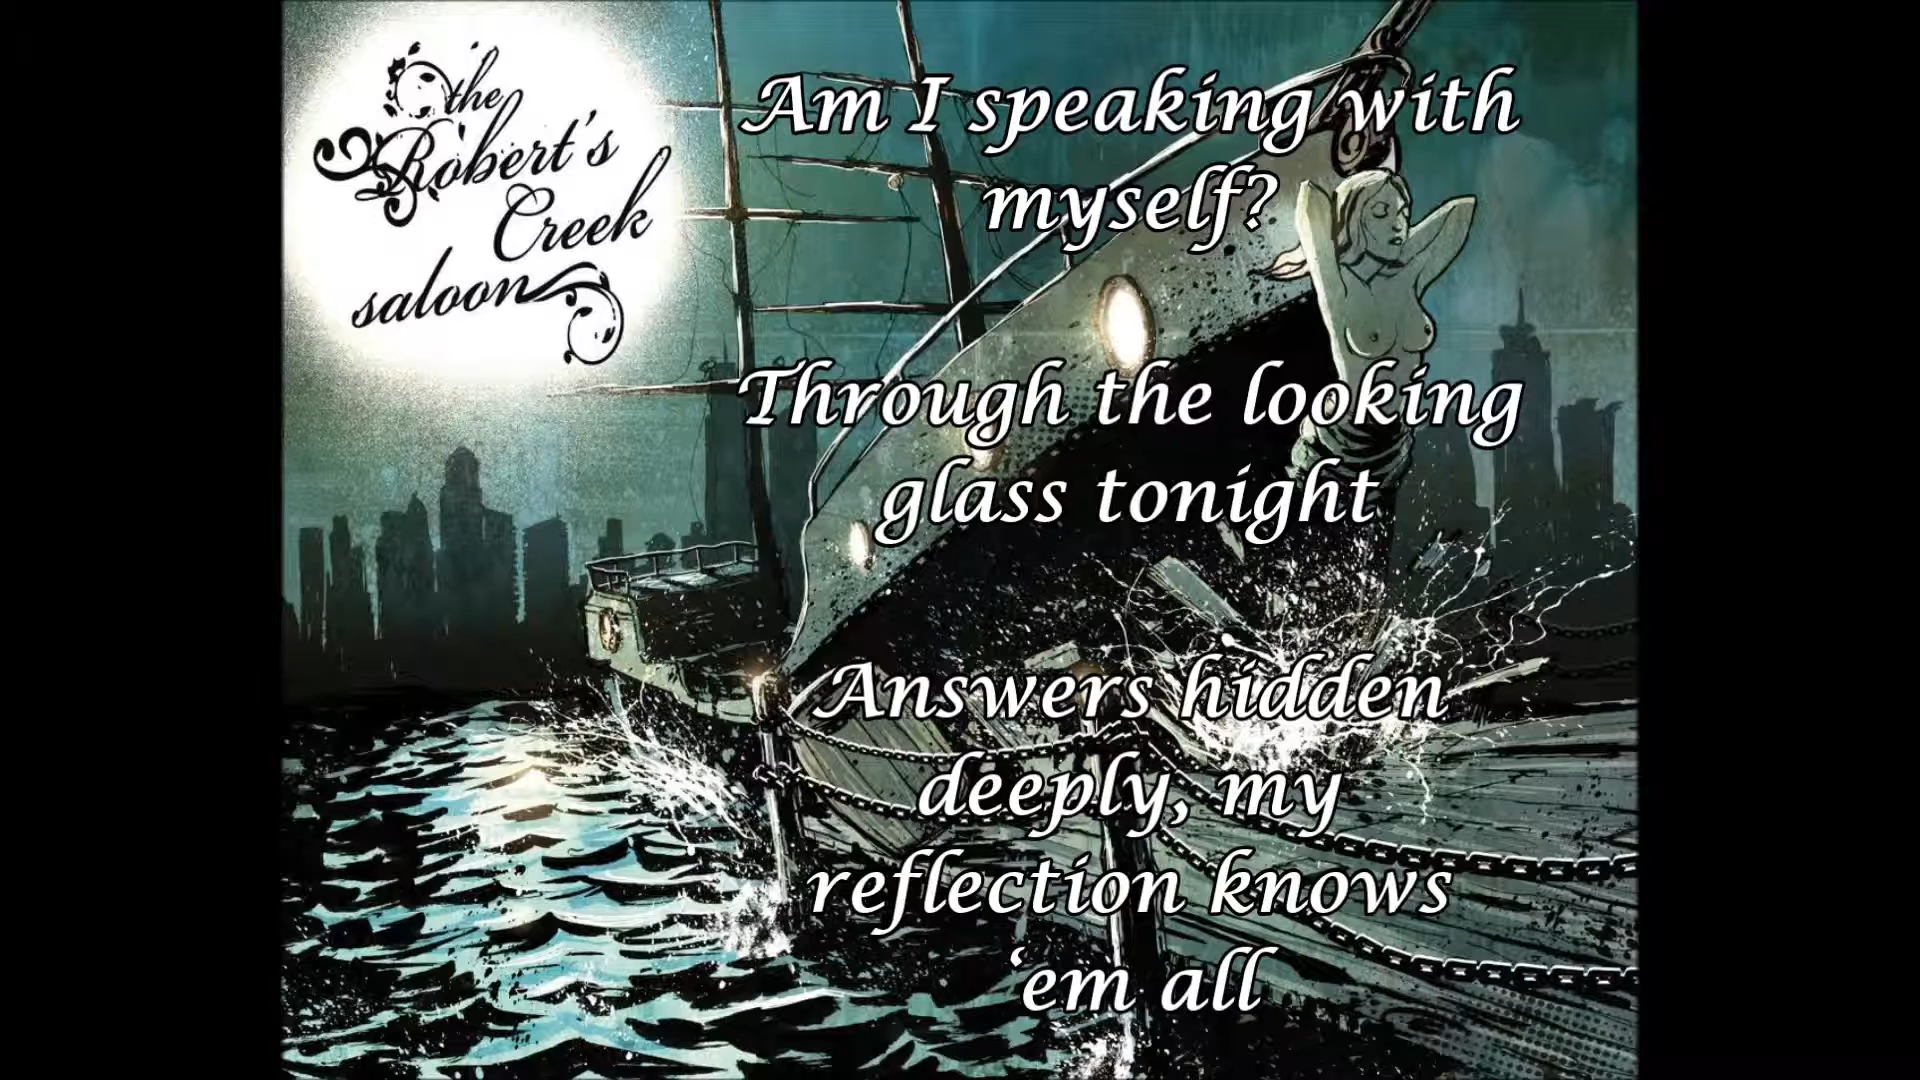 the
Robert's
Creek
saloon
Am I speaking with
myself?
Through the looking
glass tonight
Answers hidden
deeply, my
reflection knows
‘em all